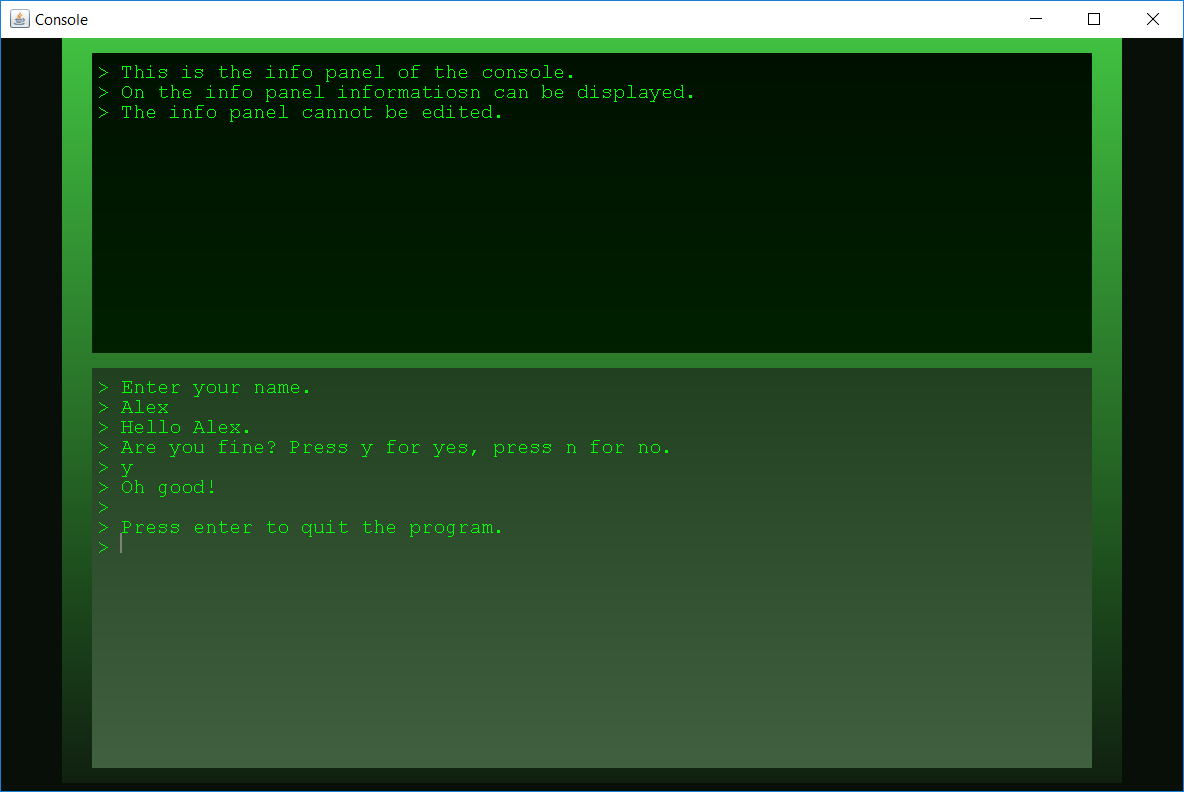 Console
> This is the info panel of the console.
> On the info panel informatiosn can be displayed.
> The info panel cannot be edited.
> Enter your name.
> Alex
> Hello Alex.
> Are you fine? Press y for yes, press n for no.
> y
> Oh good!
>
> Press enter to quit the program.
>